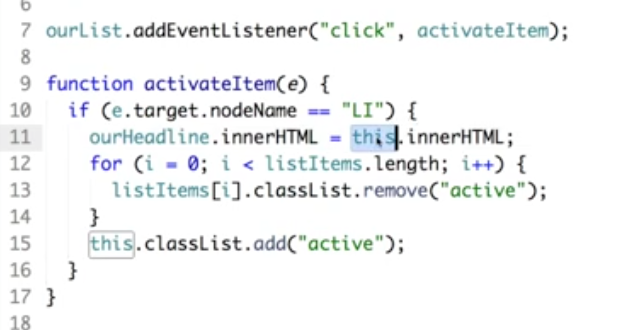 6
7 ourList.addEventListener("click", activateItem);
8
9 function activateItem(e) {
10 if (e.target.nodeName == "LI") {
11 ourHeadline.innerHTML = this.innerHTML;
12 for (i = 0; i < listItems.length; i++) {
13 listItems[i].classList.remove("active");
14 }
15 this.classList.add("active");
16 }
17 }
18